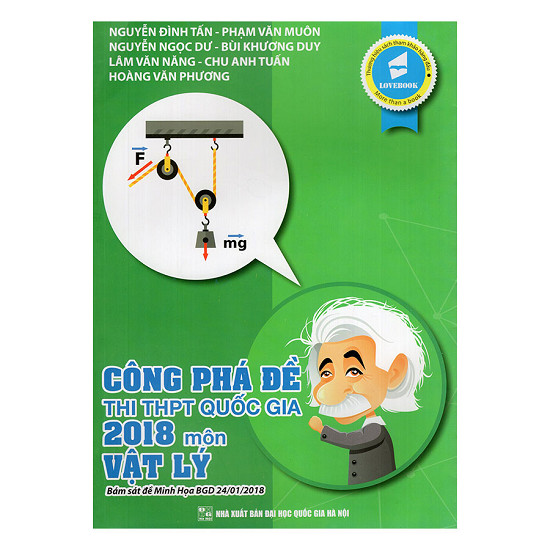 NGUYỄN ĐÌNH TẤN - PHẠM VĂN MUÔN
NGUYỄN NGỌC DƯ - BÙI KHƯƠNG DUY
LÂM VĂN NĂNG - CHU ANH TUẤN
HOÀNG VĂN PHƯƠNG
Thương hiệu sách tham khảo hàng đầu
LOVEBOOK
More than a book
F
mg
CÔNG PHÁ ĐỀ
THI THPT QUỐC GIA
2018 môn
VẬT LÝ
Bám sát đề Minh Họa BGD 24/01/2018
NHÀ XUẤT BẢN ĐẠI HỌC QUỐC GIA HÀ NỘI